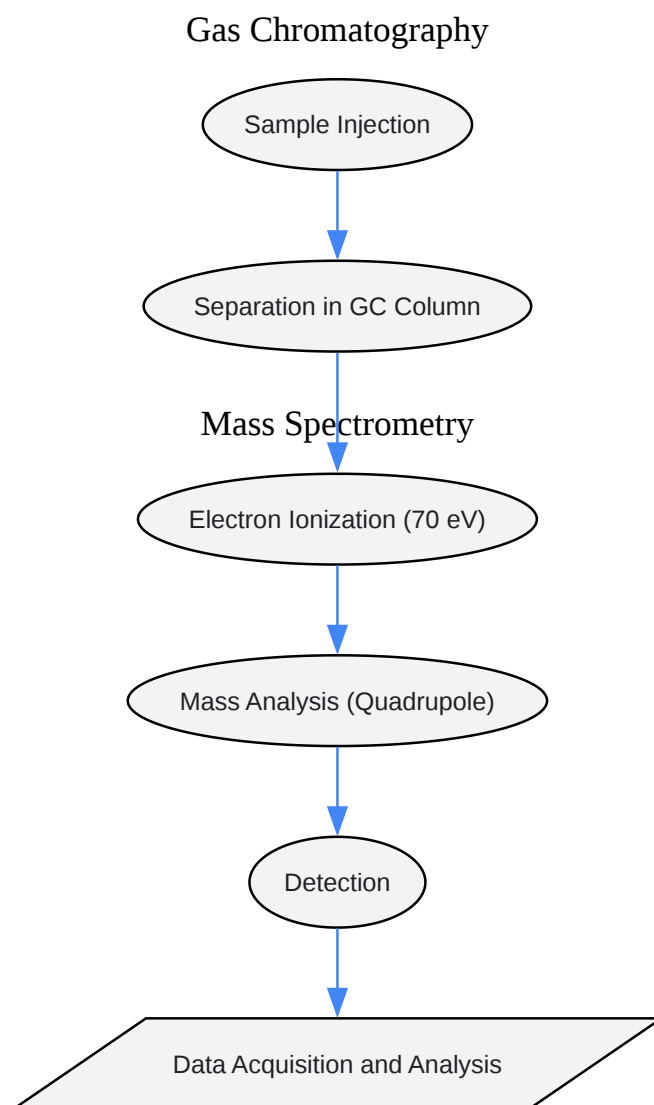 Gas Chromatography
Sample Injection
Separation in GC Column
Mass Spectrometry
Electron Ionization (70 eV)
Mass Analysis (Quadrupole)
Detection
Data Acquisition and Analysis